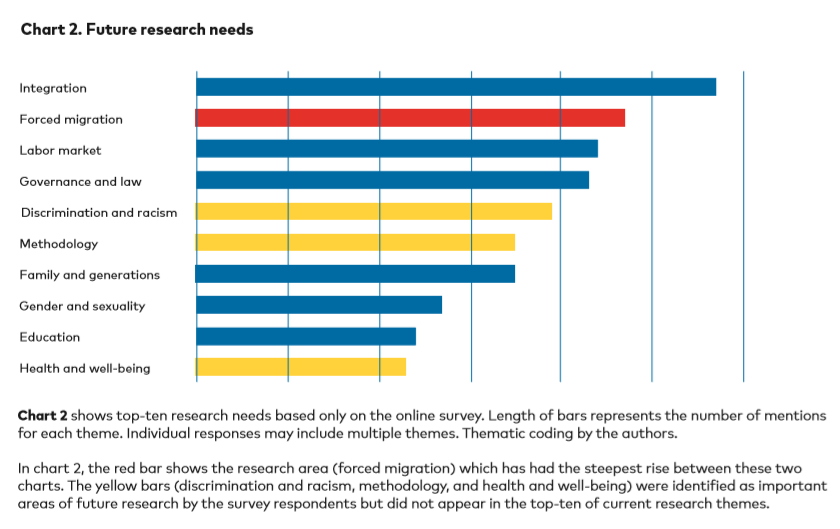 Chart 2. Future research needs
Integration
Forced migration
Labor market
Governance and law
Discrimination and racism
Methodology
Family and generations
Gender and sexuality
Education
Health and well-being
Chart 2 shows top-ten research needs based only on the online survey. Length of bars represents the number of mentions
for each theme. Individual responses may include multiple themes. Thematic coding by the authors.
In chart 2, the red bar shows the research area (forced migration) which has had the steepest rise between these two
charts. The yellow bars (discrimination and racism, methodology, and health and well-being) were identified as important
areas of future research by the survey respondents but did not appear in the top-ten of current research themes.